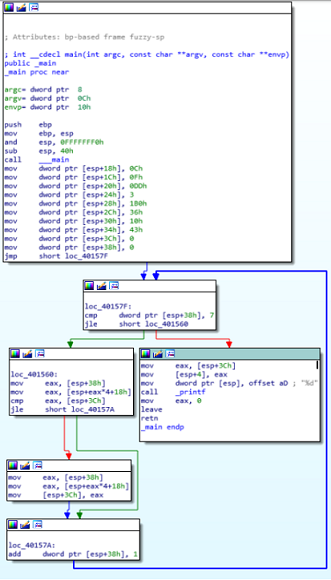 ; Attributes: bp-based frame fuzzy-sp
; int __cdecl main(int argc, const char **argv, const char **envp)
public _main
_main proc near
argc= dword ptr  8
argv= dword ptr  0Ch
envp= dword ptr  10h
push    ebp
mov     ebp, esp
and     esp, 0FFFFFFF0h
sub     esp, 40h
call    ___main
mov     dword ptr [esp+18h], 0Ch
mov     dword ptr [esp+1Ch], 0Fh
mov     dword ptr [esp+20h], 0DDh
mov     dword ptr [esp+24h], 3
mov     dword ptr [esp+28h], 1B0h
mov     dword ptr [esp+2Ch], 36h
mov     dword ptr [esp+30h], 10h
mov     dword ptr [esp+34h], 43h
mov     dword ptr [esp+3Ch], 0
mov     dword ptr [esp+38h], 0
jmp     short loc_40157F
loc_40157F:
cmp     dword ptr [esp+38h], 7
jle     short loc_401560
loc_401560:
mov     eax, [esp+38h]
mov     eax, [esp+eax*4+18h]
cmp     eax, [esp+3Ch]
jle     short loc_40157A
mov     eax, [esp+3Ch]
mov     [esp+4], eax
mov     dword ptr [esp], offset aD ; "%d"
call    _printf
mov     eax, 0
leave
retn
_main endp
mov     eax, [esp+38h]
mov     eax, [esp+eax*4+18h]
mov     [esp+3Ch], eax
loc_40157A:
add     dword ptr [esp+38h], 1